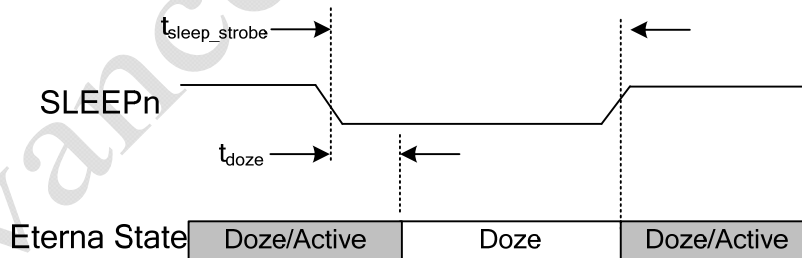 tsleep_strobe
SLEEPn
tdoze
Eterna State Doze/Active Doze Doze/Active